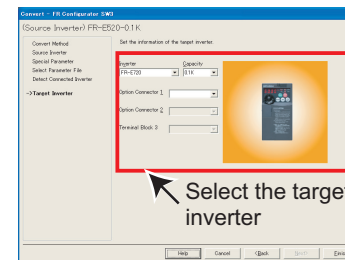 Convert - FR Configurator SW3
(Source Inverter) FR-E520-0.1K
Convert Method
Source Inverter
Special Parameter
Select Parameter File
Detect Connected Inverter
->Target Inverter
Set the information of the target inverter.
Inverter
Capacity
FR-E720
0.1K
Option Connector 1
Option Connector 2
Terminal Block 3
Select the targe
inverter
Help
Cancel
<Back
Next>
Finis